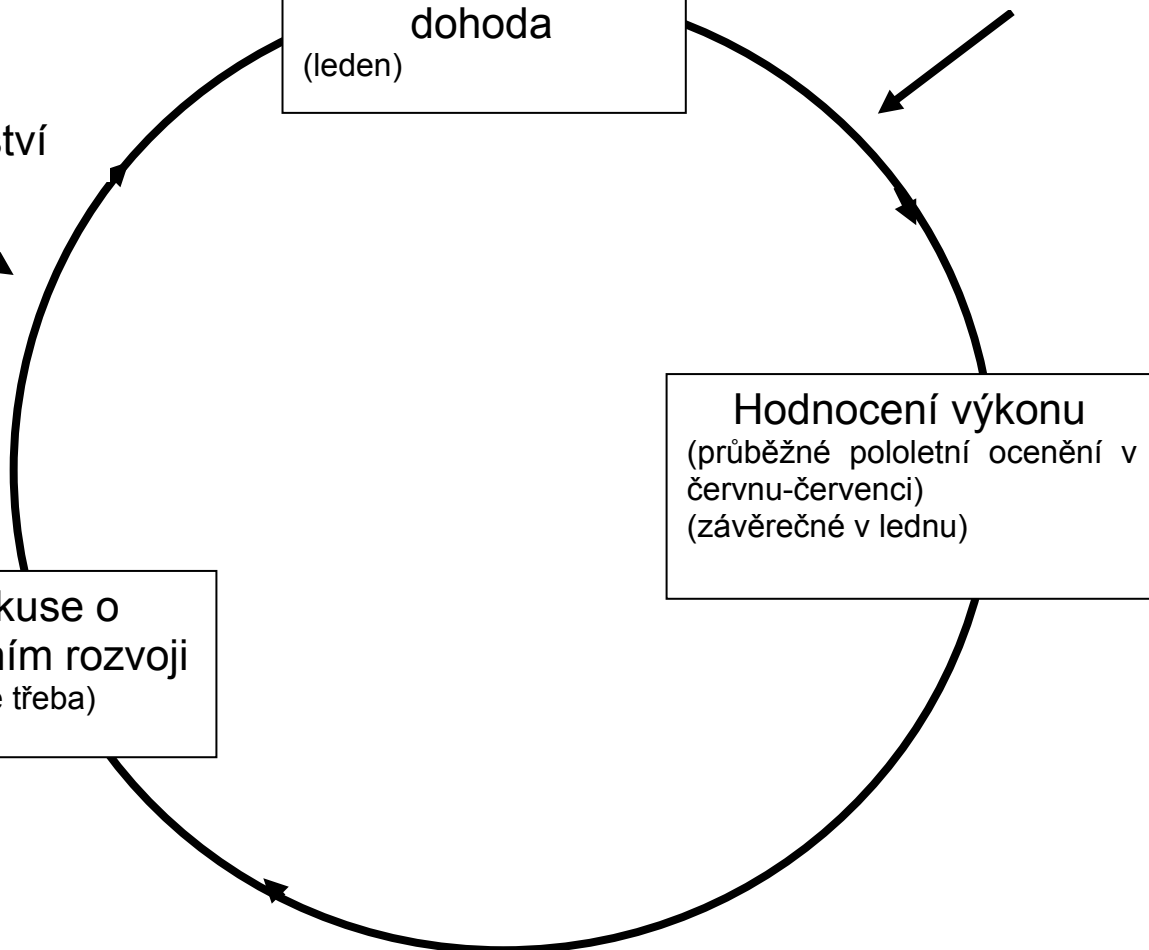 dohoda
(leden)
ství
Hodnocení výkonu
(průběžné pololetní ocenění v
červnu-červenci)
(závěrečné v lednu)
kuse o
ním rozvoji
třeba)